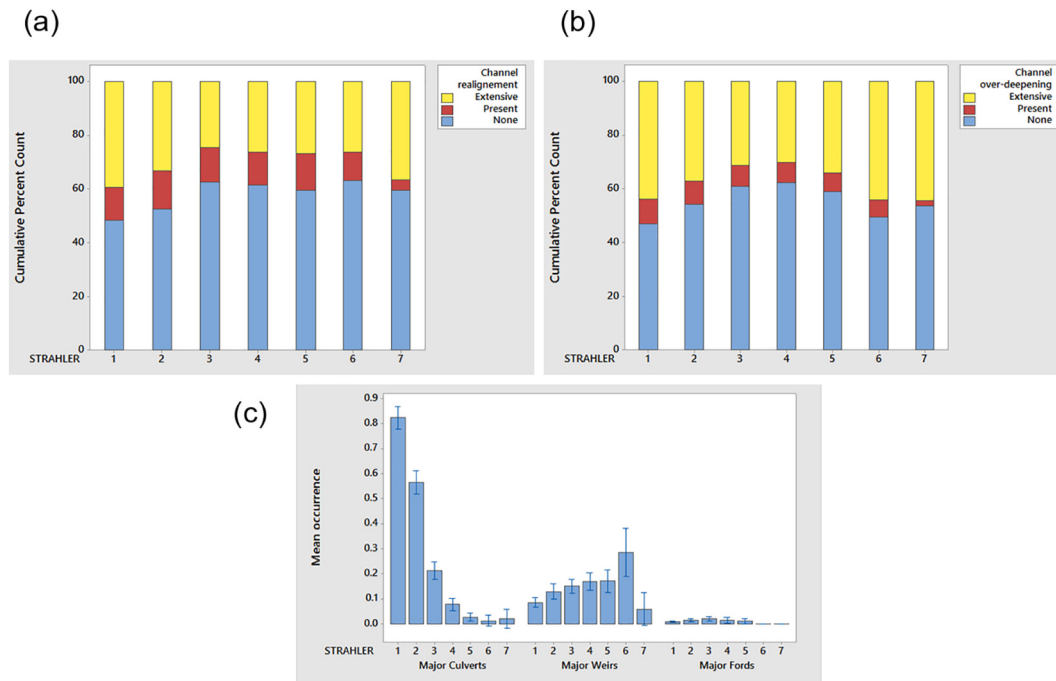 (a)
Channel
realignement
Extensive
Present
None
Cumulative Percent Count
100
80
60
40
20
0
STRAHLER 1 2 3 4 5 6 7
(b)
Channel
over-deepening
Extensive
Present
None
Cumulative Percent Count
100
80
60
40
20
0
STRAHLER 1 2 3 4 5 6 7
(c)
Mean occurrence
0.9
0.8
0.7
0.6
0.5
0.4
0.3
0.2
0.1
0.0
STRAHLER 1 2 3 4 5 6 7 1 2 3 4 5 6 7 1 2 3 4 5 6 7
Major Culverts Major Weirs Major Fords